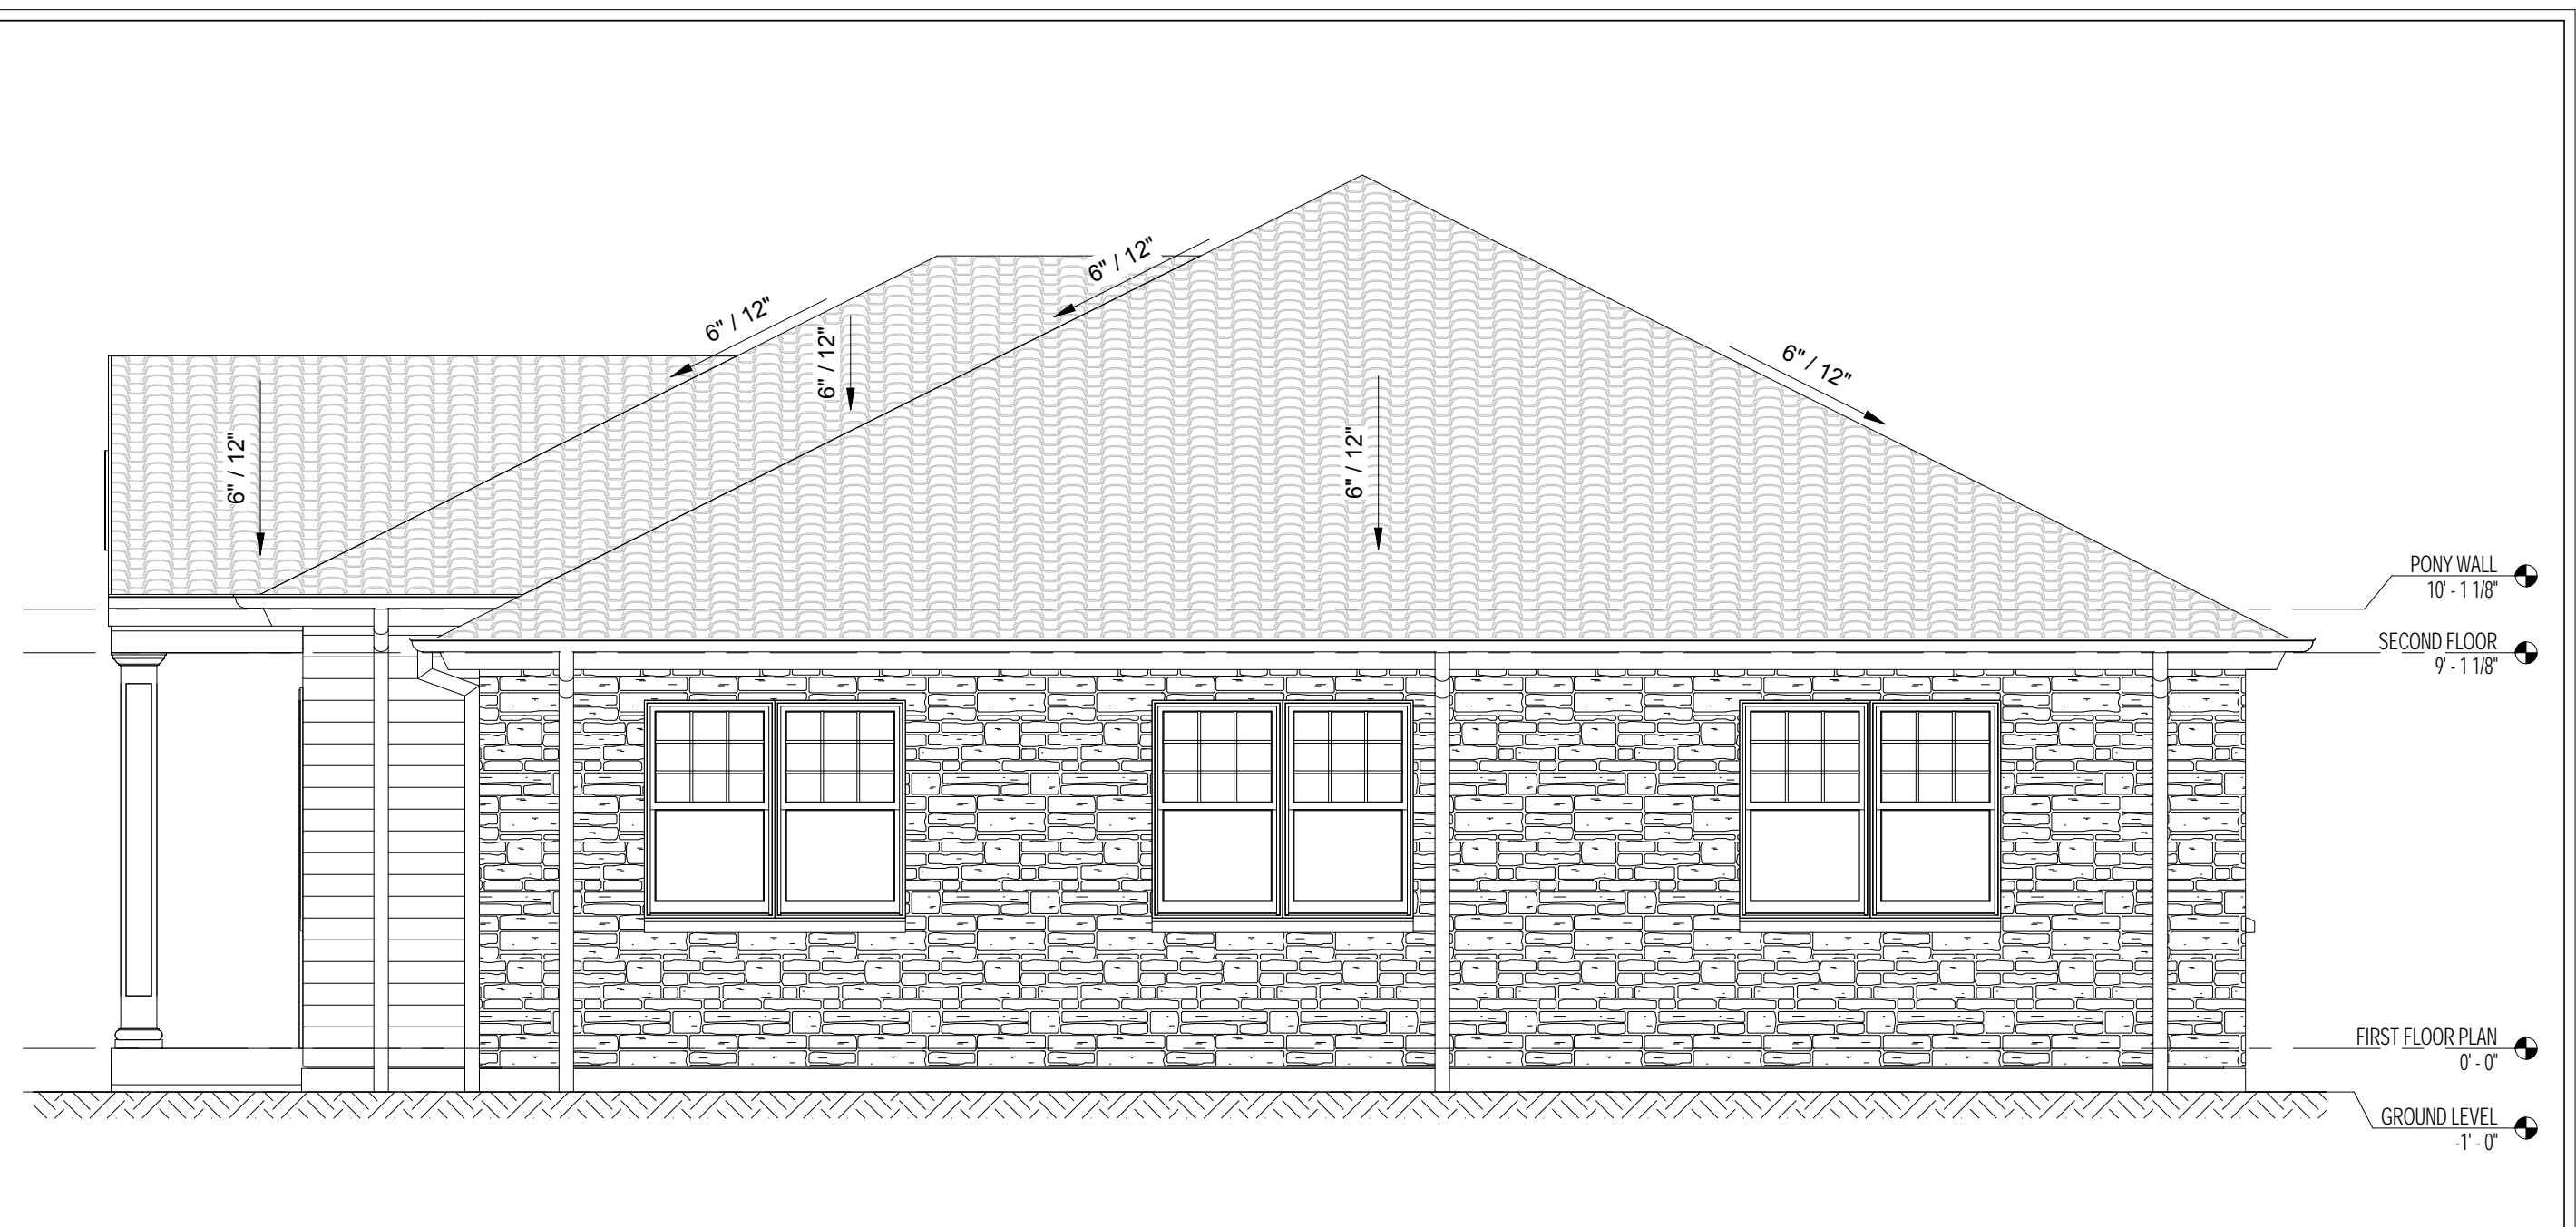 6" / 12"
6" / 12"
6" / 12"
6" / 12"
6" / 12"
6" / 12"
PONY WALL
10' - 1 1/8"
SECOND FLOOR
9' - 1 1/8"
FIRST FLOOR PLAN
0' - 0"
GROUND LEVEL
-1' - 0"